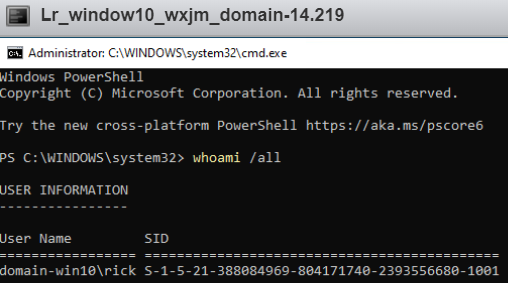 Lr_window10_wxjm_domain-14.219
Administrator: C:\WINDOWS\system32\cmd.exe
Windows PowerShell
Copyright (C) Microsoft Corporation. All rights reserved.
Try the new cross-platform PowerShell https://aka.ms/pscore6
PS C:\WINDOWS\system32> whoami /all
USER INFORMATION
----------------
User Name      SID
================= ============================================
domain-win10\rick S-1-5-21-388084969-804171740-2393556680-1001